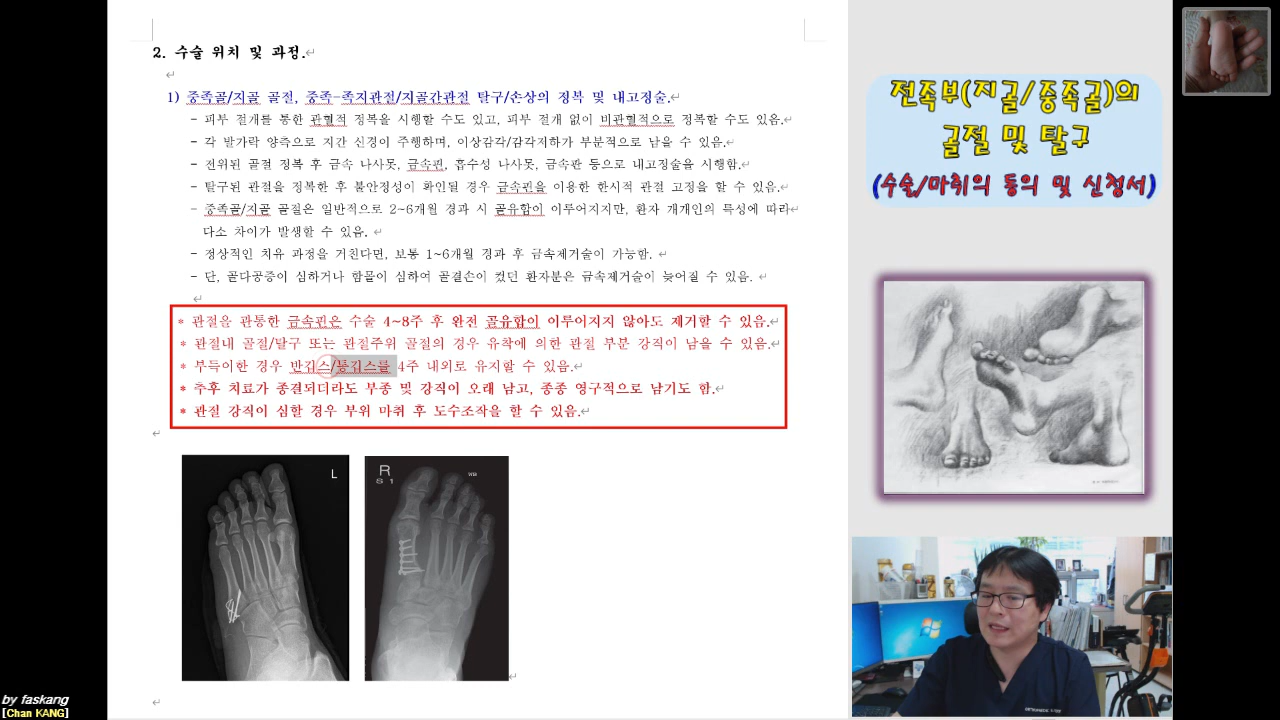 2. 수술 위치 및 과정.
1) 중족골/지골 골절, 중족-족지관절/지골간관절 탈구/손상의 정복 및 내고정술.
- 피부 절개를 통한 관혈적 정복을 시행할 수도 있고, 피부 절개 없이 비관혈적으로 정복할 수도 있음.
- 각 발가락 양측으로 지간 신경이 주행하며, 이상감각/감각저하가 부분적으로 남을 수 있음.
- 전위된 골절 정복 후 금속 나사못, 금속핀, 흡수성 나사못, 금속판 등으로 내고정술을 시행함.
- 탈구된 관절을 정복한 후 불안정성이 확인될 경우 금속핀을 이용한 한시적 관절 고정을 할 수 있음.
- 중족골/지골 골절은 일반적으로 2~6개월 경과 시 골유합이 이루어지지만, 환자 개개인의 특성에 따라
다소 차이가 발생할 수 있음.
- 정상적인 치유 과정을 거친다면, 보통 1~6개월 경과 후 금속제거술이 가능함.
- 단, 골다공증이 심하거나 함몰이 심하여 골결손이 컸던 환자분은 금속제거술이 늦어질 수 있음.
* 관절을 관통한 금속핀은 수술 4~8주 후 완전 골유합이 이루어지지 않아도 제거할 수 있음.
* 관절내 골절/탈구 또는 관절주위 골절의 경우 유착에 의한 관절 부분 강직이 남을 수 있음.
* 부득이한 경우 반깁스/통깁스를 4주 내외로 유지할 수 있음.
* 추후 치료가 종결되더라도 부종 및 강직이 오래 남고, 종종 영구적으로 남기도 함.
* 관절 강직이 심한 경우 부위 마취 후 도수조작을 할 수 있음.
L
R
S 1
WB
전족부(지골/중족골)의
골절 및 탈구
(수술/마취의 동의 및 신청서)
by faskang
[Chan KANG]